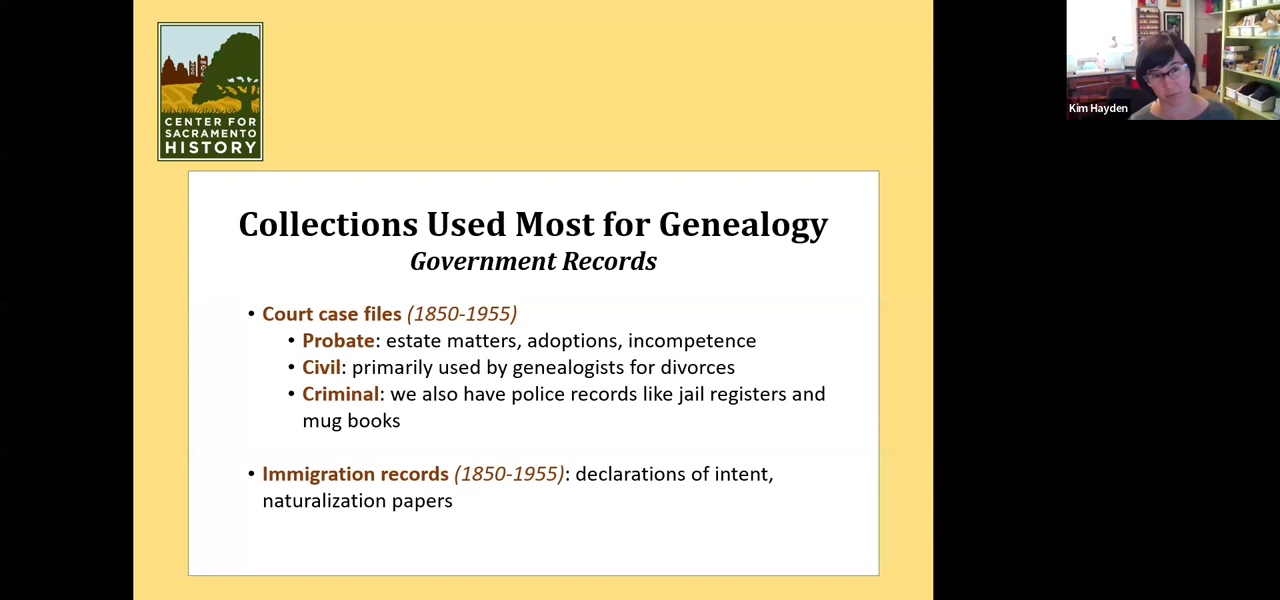 CENTER FOR
SACRAMENTO
HISTORY
Kim Hayden
Collections Used Most for Genealogy
Government Records
• Court case files (1850-1955)
• Probate: estate matters, adoptions, incompetence
• Civil: primarily used by genealogists for divorces
• Criminal: we also have police records like jail registers and
mug books
• Immigration records (1850-1955): declarations of intent,
naturalization papers